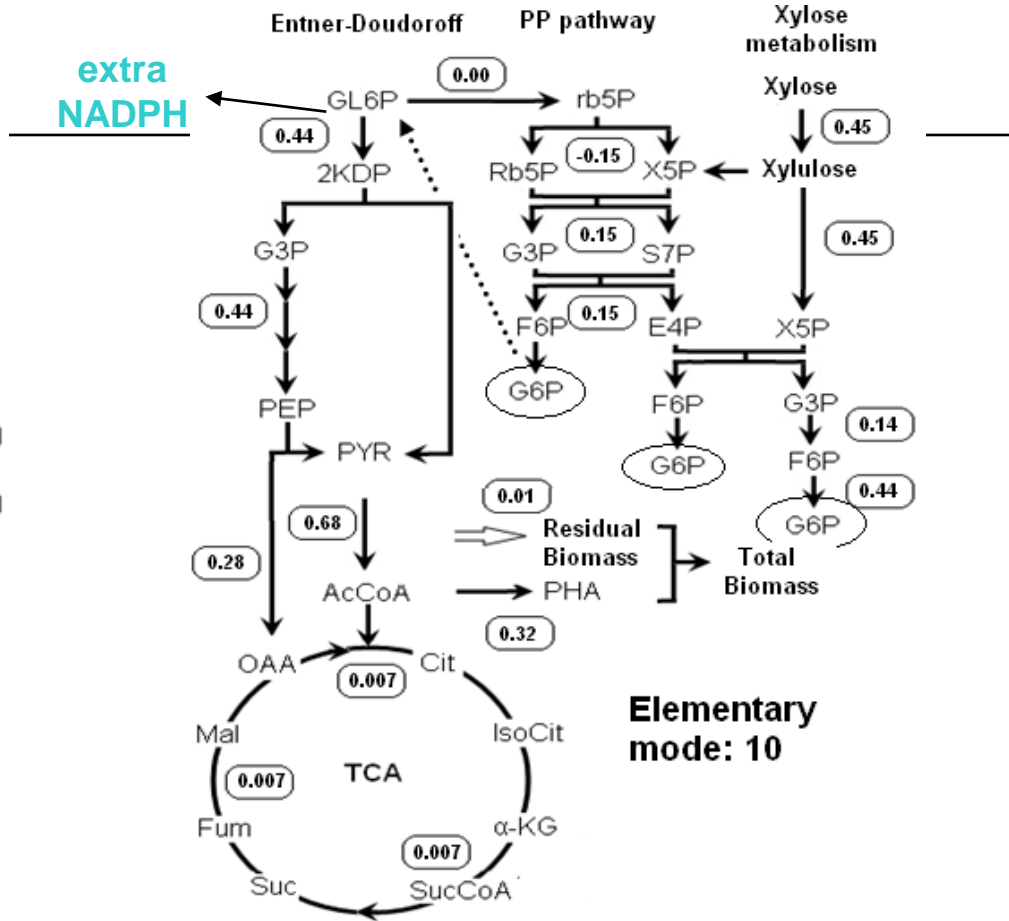 Entner-Doudoroff
PP pathway
Xylose
metabolism
extra
NADPH
0.00
GL6P
rb5P
Xylose
0.44
0.45
2KDP
Rb5P
-0.15
X5P
Xylulose
G3P
G3P
0.15
S7P
0.45
0.44
F6P
0.15
E4P
X5P
G6P
PEP
F6P
G3P
0.14
PYR
G6P
F6P
0.44
0.01
G6P
0.68
Residual
Biomass
Total
Biomass
0.28
AcCoA
PHA
0.32
OAA
Cit
0.007
Elementary
mode: 10
Mal
IsoCit
TCA
0.007
Fum
α-KG
0.007
Suc
SucCoA